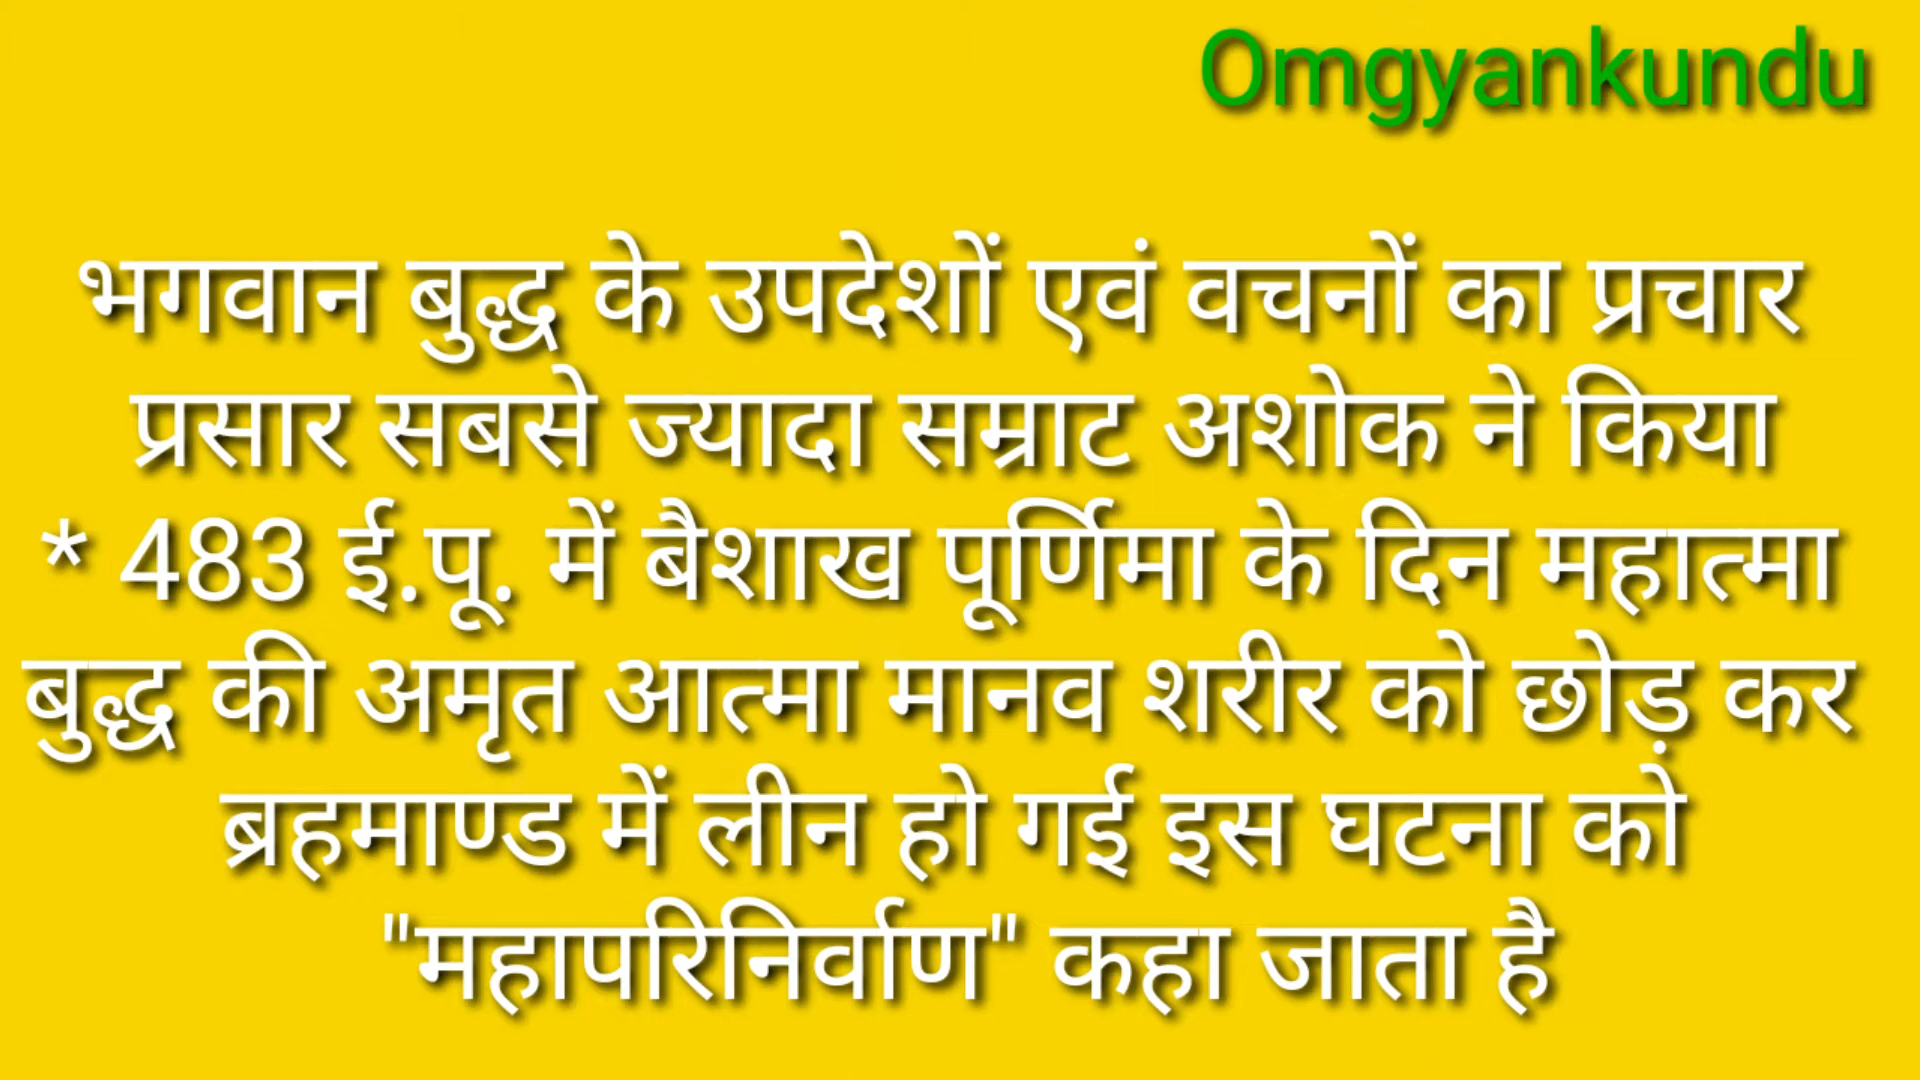 Omgyankundu
भगवान बुद्ध के उपदेशों एवं वचनों का प्रचार
प्रसार सबसे ज्यादा सम्राट अशोक ने किया
* 483 ई.पू. में बैशाख पूर्णिमा के दिन महात्मा
बुद्ध की अमृत आत्मा मानव शरीर को छोड़ कर
ब्रहमाण्ड में लीन हो गई इस घटना को
"महापरिनिर्वाण" कहा जाता है